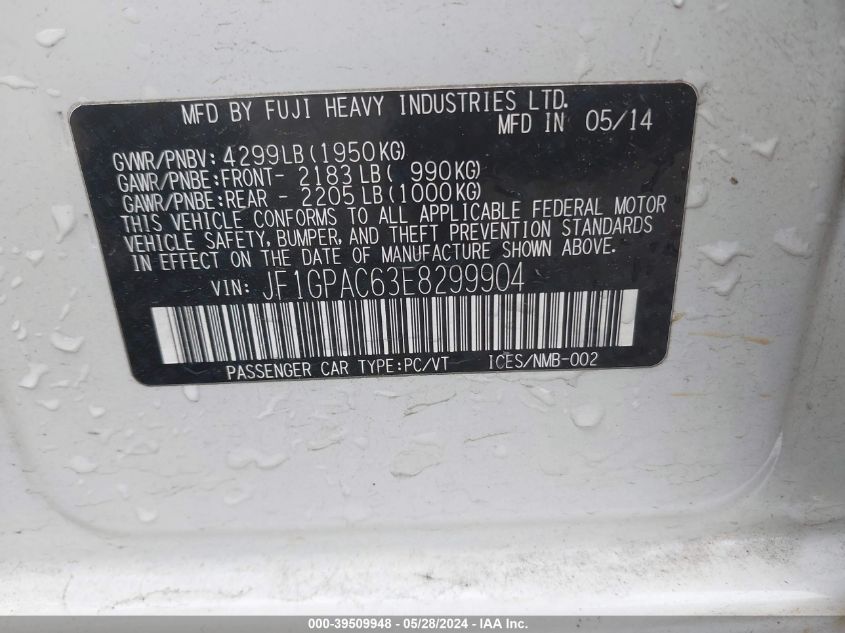 MFD BY FUJI HEAVY INDUSTRIES LTD.
MFD IN 05/14
GVWR/PNBV: 4299LB(1950KG)
GAWR/PNBE:FRONT- 2183LB( 990KG)
GAWR/PNBE:REAR - 2205LB(1000KG)
THIS VEHICLE CONFORMS TO ALL APPLICABLE FEDERAL MOTOR
VEHICLE SAFETY, BUMPER, AND THEFT PREVENTION STANDARDS
IN EFFECT ON THE DATE OF MANUFACTURE SHOWN ABOVE.
VIN: JF1GPAC63E8299904
PASSENGER CAR TYPE:PC/VT ICES/NMB-002
000-39509948 - 05/28/2024 - IAA Inc.